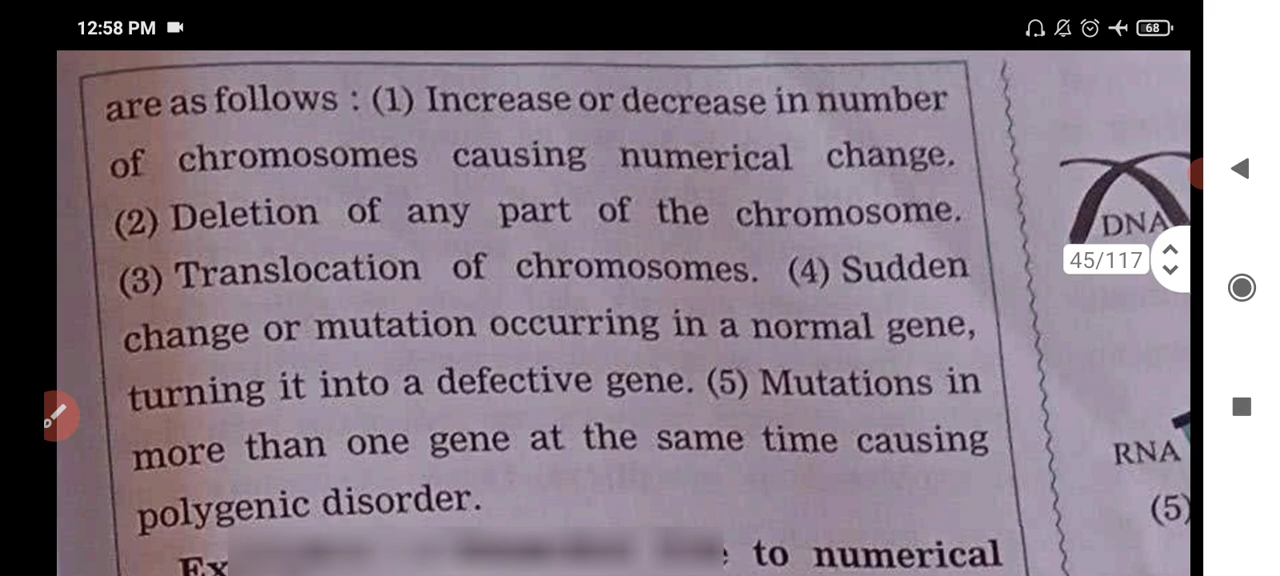 12:58 PM
68
are as follows : (1) Increase or decrease in number
of chromosomes causing numerical change.
(2) Deletion of any part of the chromosome.
(3) Translocation of chromosomes. (4) Sudden
change or mutation occurring in a normal gene,
turning it into a defective gene. (5) Mutations in
more than one gene at the same time causing
polygenic disorder.
to numerical
DNA
45/117
RNA
(5)